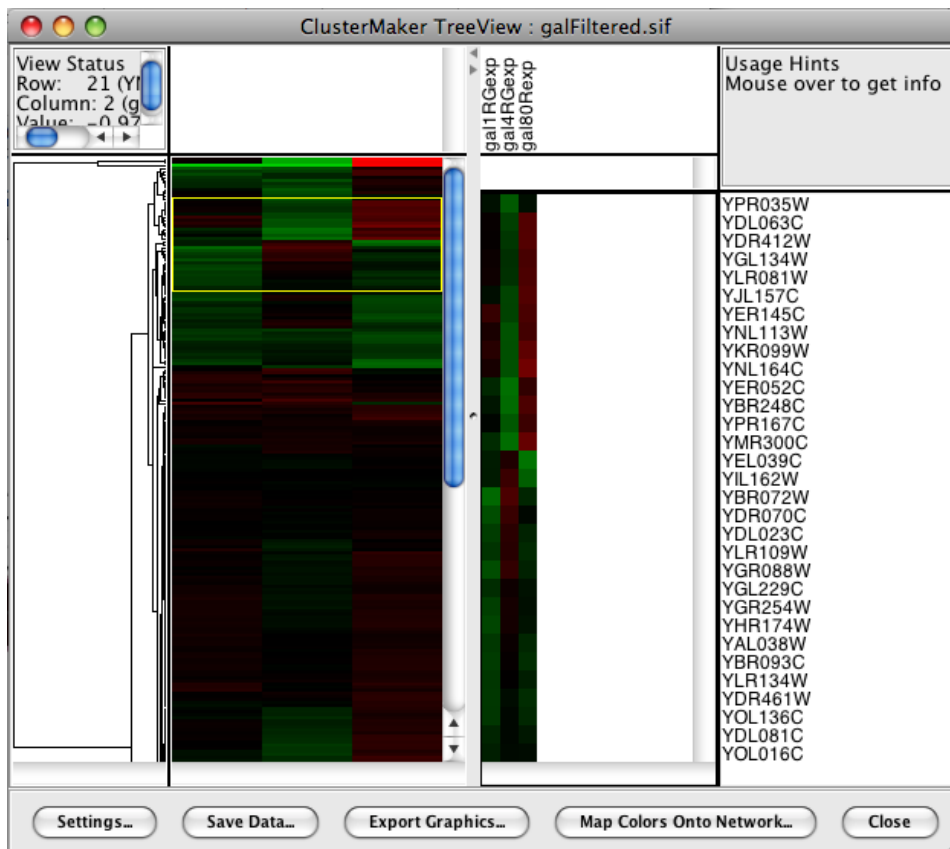 ClusterMaker TreeView : galFiltered.sif
View Status
Row: 21 (Y
Column: 2 (g
Value: -0.97
gal1RGexp
gal4RGexp
gal80Rexp
Usage Hints
Mouse over to get info
YPR035W
YDL063C
YDR412W
YGL134W
YLR081W
YJL157C
YER145C
YNL113W
YKR099W
YNL164C
YER052C
YBR248C
YPR167C
YMR300C
YEL039C
YIL162W
YBR072W
YDR070C
YDL023C
YLR109W
YGR088W
YGL229C
YGR254W
YHR174W
YAL038W
YBR093C
YLR134W
YDR461W
YOL136C
YDL081C
YOL016C
Settings...
Save Data...
Export Graphics...
Map Colors Onto Network...
Close